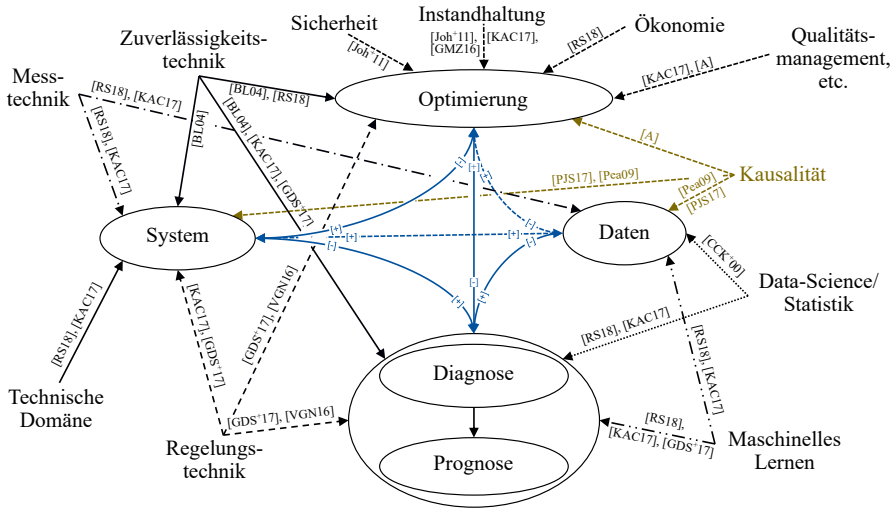 Sicherheit
Instandhaltung
Ökonomie
Qualitäts-
management,
etc.
Zuverlässigkeits-
technik
Mess-
technik
[Joh⁺11]
[Joh⁺11], [KAC17],
[GMZ16]
[RS18]
[KAC17], [A]
[RS18], [KAC17]
[RS18],
[KAC17]
[BL04]
[BL04], [RS18]
[BL04], [KAC17], [GDS⁺17]
Optimierung
[A]
[PJS17], [Pea09]
[Pea09]
[PJS17]
Kausalität
System
Daten
[-]
[+]
[-]
[-]
[+]
[+]
[+]
[+]
[-]
[-]
[-]
[-]
[+]
[+]
[CCK⁺00]
Data-Science/
Statistik
[RS18], [KAC17]
[RS18], [KAC17]
[KAC17], [GDS⁺17]
[GDS⁺17], [VGN16]
[RS18],
[KAC17]
Technische
Domäne
Diagnose
Prognose
[GDS⁺17], [VGN16]
Regelungs-
technik
[RS18],
[KAC17], [GDS⁺17]
Maschinelles
Lernen